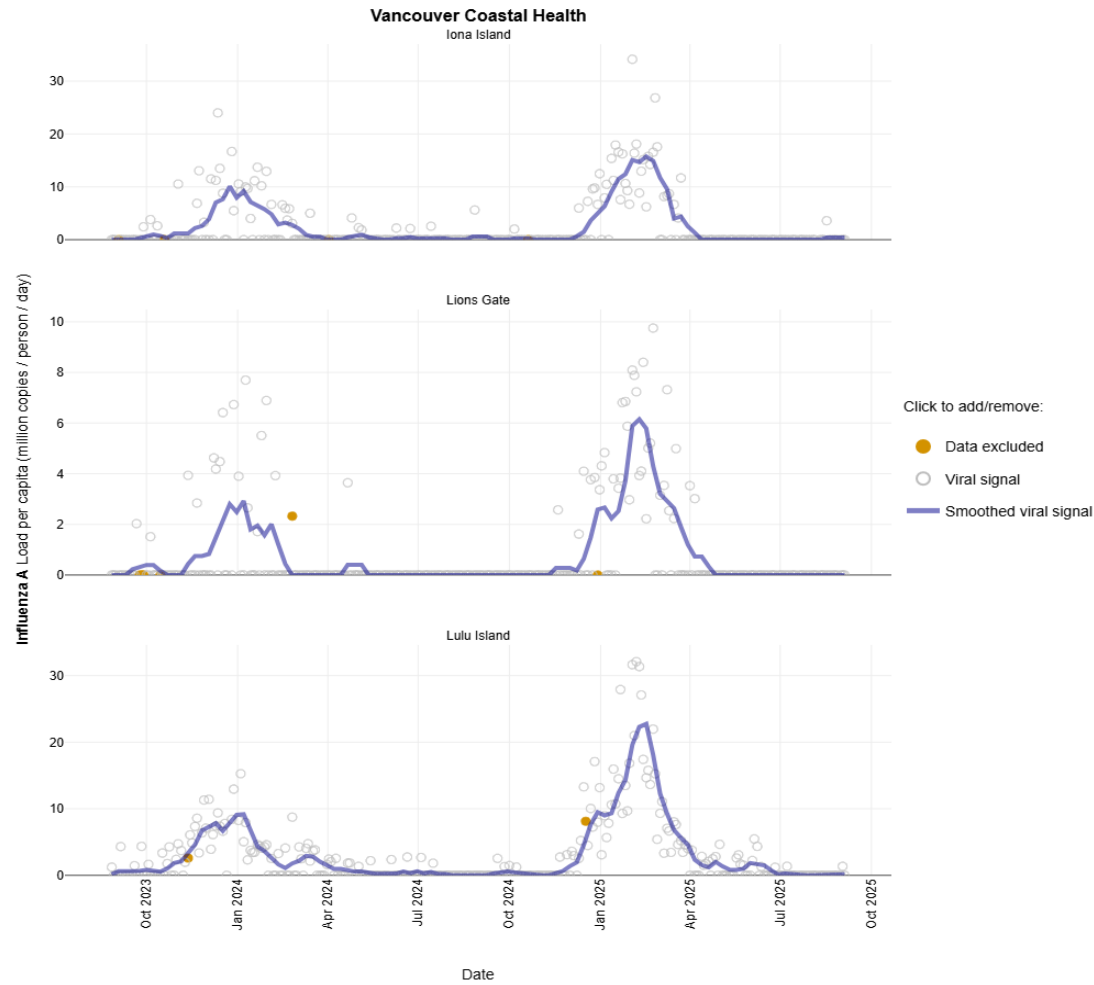 Vancouver Coastal Health
Iona Island
30
20
10
0
Lions Gate
10
8
6
4
2
0
Lulu Island
30
20
10
0
Oct 2023
Jan 2024
Apr 2024
Jul 2024
Oct 2024
Jan 2025
Apr 2025
Jul 2025
Oct 2025
Date
Influenza A Load per capita (million copies / person / day)
Click to add/remove:
Data excluded
Viral signal
Smoothed viral signal